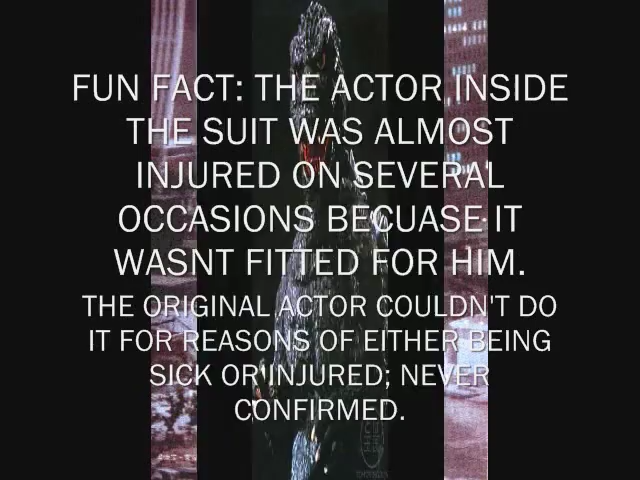 FUN FACT: THE ACTOR INSIDE
THE SUIT WAS ALMOST
INJURED ON SEVERAL
OCCASIONS BECUASE IT
WASNT FITTED FOR HIM.
THE ORIGINAL ACTOR COULDN'T DO
IT FOR REASONS OF EITHER BEING
SICK OR INJURED; NEVER
CONFIRMED.